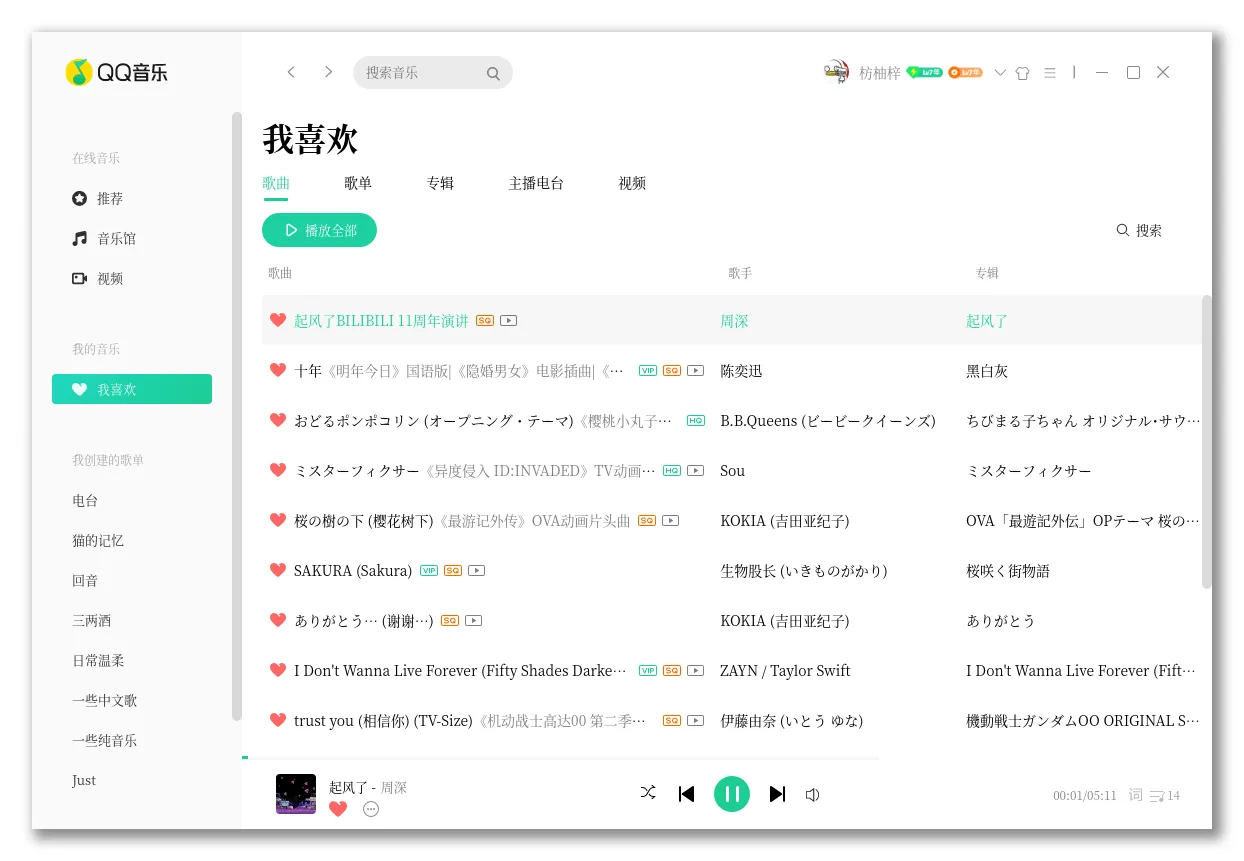 QQ音乐
搜索音乐
枋柚梓
LV7年
LV7年
在线音乐
推荐
音乐馆
视频
我的音乐
我喜欢
我创建的歌单
电台
猫的记忆
回音
三两酒
日常温柔
一些中文歌
一些纯音乐
Just
我喜欢
歌曲 歌单 专辑 主播电台 视频
播放全部 搜索
歌曲 歌手 专辑
起风了BILIBILI 11周年演讲 SQ 周深 起风了
十年《明年今日》国语版|《隐婚男女》电影插曲|《… VIP SQ 陈奕迅 黑白灰
おどるポンポコリン (オープニング・テーマ)《樱桃小丸子… HQ B.B.Queens (ビービークイーンズ) ちびまる子ちゃん オリジナル・サウ…
ミスターフィクサー《异度侵入 ID:INVADED》TV动画… HQ Sou ミスターフィクサー
桜の樹の下 (樱花树下)《最游记外传》OVA动画片头曲 SQ KOKIA (吉田亚纪子) OVA「最遊記外伝」OPテーマ 桜の…
SAKURA (Sakura) VIP SQ 生物股长 (いきものがかり) 桜咲く街物語
ありがとう… (谢谢…) SQ KOKIA (吉田亚纪子) ありがとう
I Don't Wanna Live Forever (Fifty Shades Darke… VIP SQ ZAYN / Taylor Swift I Don't Wanna Live Forever (Fift…
trust you (相信你) (TV-Size)《机动战士高达00 第二季… SQ 伊藤由奈 (いとう ゆな) 機動戦士ガンダムOO ORIGINAL S…
起风了 - 周深
00:01/05:11 词 14